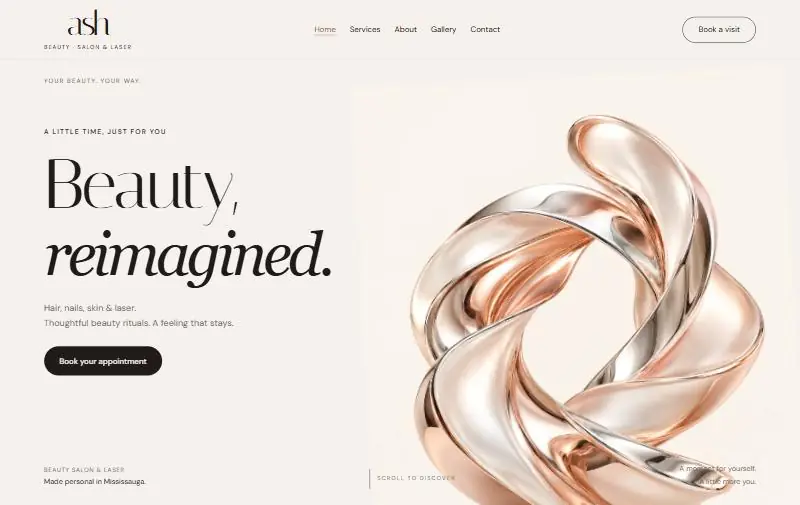 ash
BEAUTY · SALON & LASER
Home Services About Gallery Contact
Book a visit
YOUR BEAUTY. YOUR WAY.
A LITTLE TIME, JUST FOR YOU
Beauty,
reimagined.
Hair, nails, skin & laser.
Thoughtful beauty rituals. A feeling that stays.
Book your appointment
BEAUTY SALON & LASER
Made personal in Mississauga.
SCROLL TO DISCOVER
A moment for yourself.
A little more you.